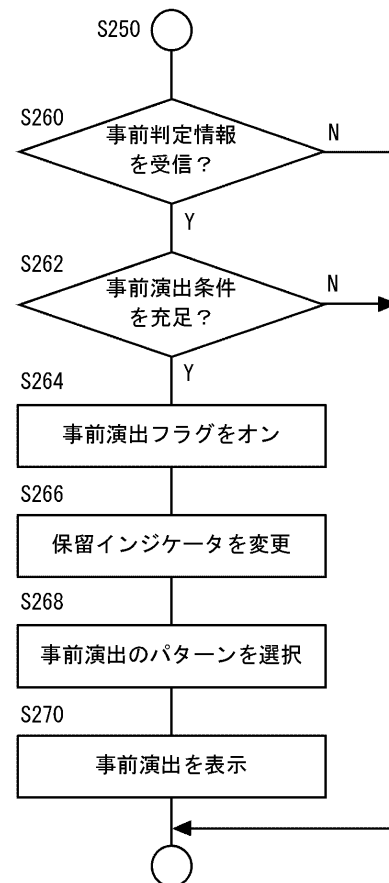 S250
S260
事前判定情報
を受信？
N
Y
S262
事前演出条件
を充足？
N
Y
S264
事前演出フラグをオン
S266
保留インジケータを変更
S268
事前演出のパターンを選択
S270
事前演出を表示